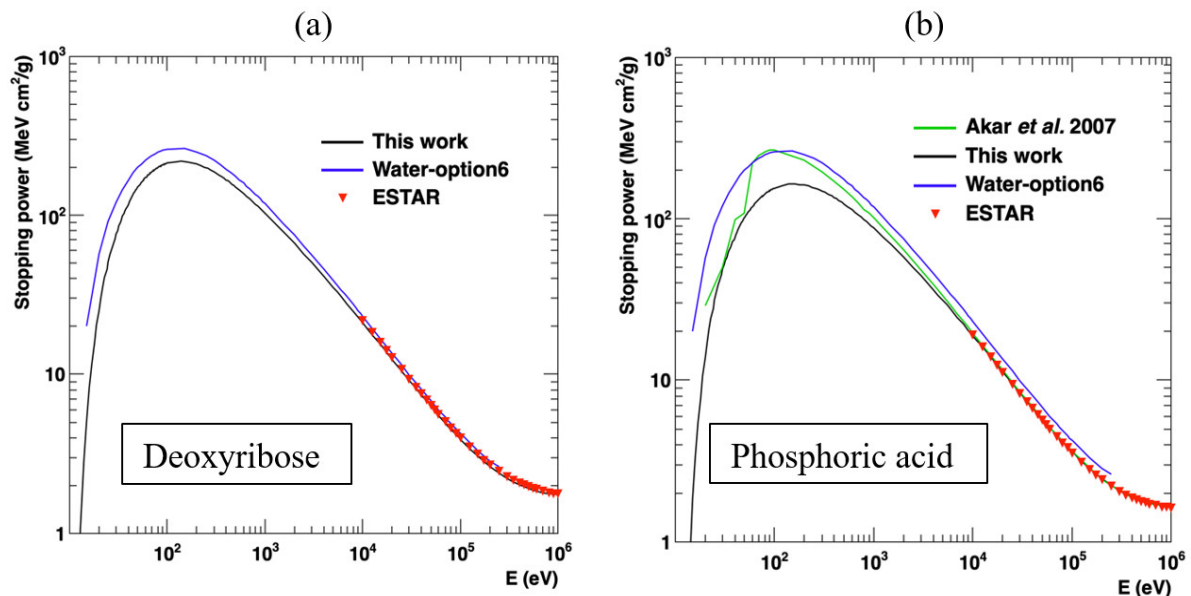 (a)
10³
10²
10
1
Stopping power (MeV cm²/g)
This work
Water-option6
ESTAR
Deoxyribose
10² 10³ 10⁴ 10⁵ 10⁶
E (eV)
(b)
10³
10²
10
1
Stopping power (MeV cm²/g)
Akar et al. 2007
This work
Water-option6
ESTAR
Phosphoric acid
10² 10³ 10⁴ 10⁵ 10⁶
E (eV)